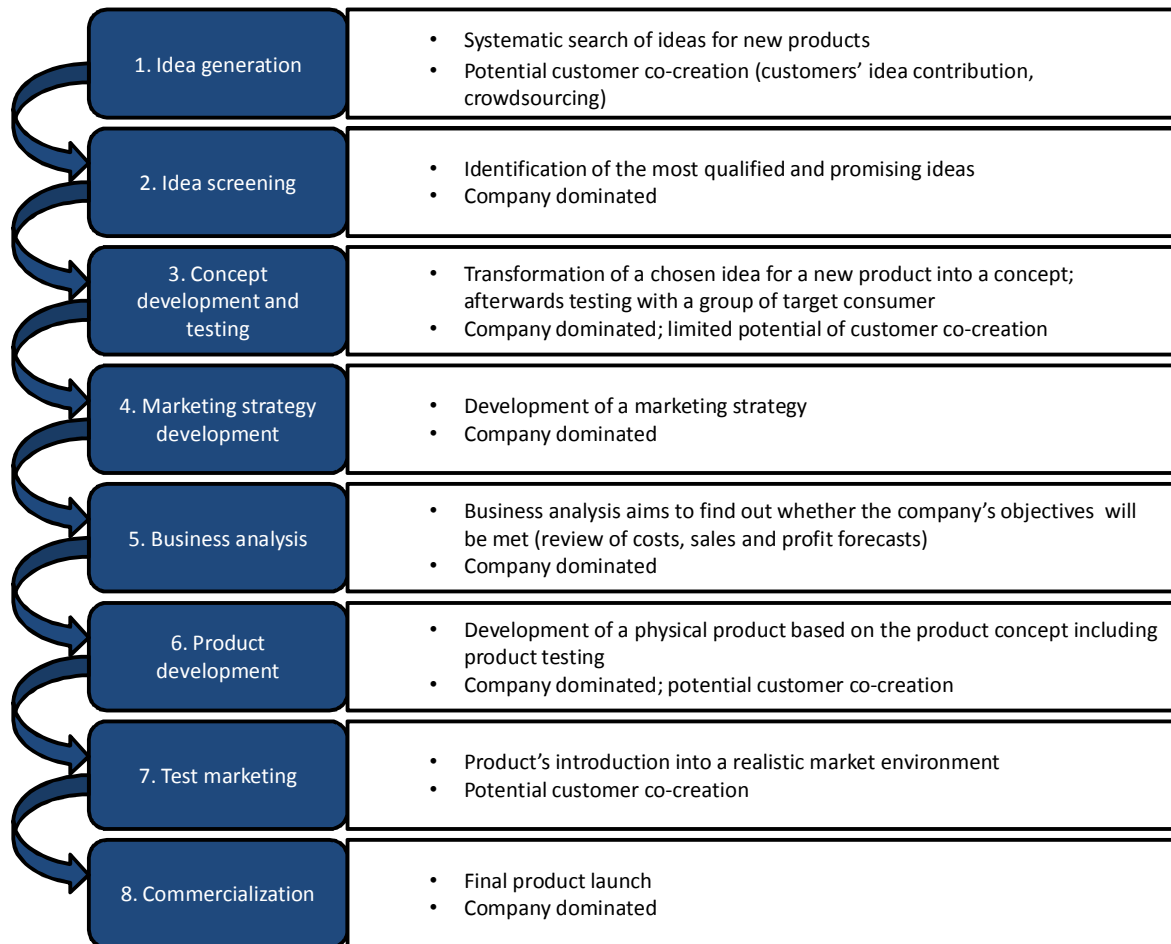 1. Idea generation
• Systematic search of ideas for new products
• Potential customer co-creation (customers’ idea contribution,
crowdsourcing)
2. Idea screening
• Identification of the most qualified and promising ideas
• Company dominated
3. Concept
development and
testing
• Transformation of a chosen idea for a new product into a concept;
afterwards testing with a group of target consumer
• Company dominated; limited potential of customer co-creation
4. Marketing strategy
development
• Development of a marketing strategy
• Company dominated
5. Business analysis
• Business analysis aims to find out whether the company’s objectives will
be met (review of costs, sales and profit forecasts)
• Company dominated
6. Product
development
• Development of a physical product based on the product concept including
product testing
• Company dominated; potential customer co-creation
7. Test marketing
• Product’s introduction into a realistic market environment
• Potential customer co-creation
8. Commercialization
• Final product launch
• Company dominated